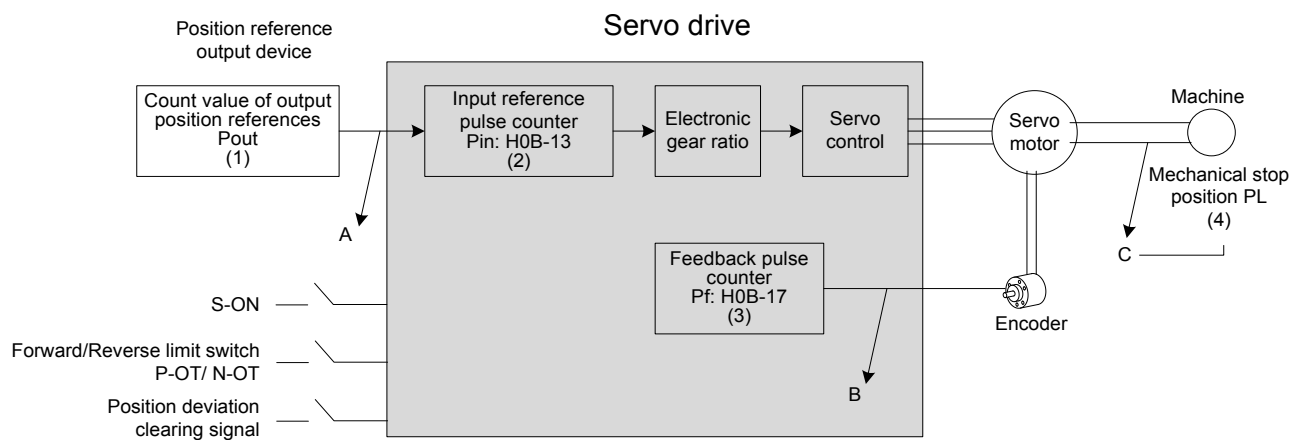 Servo drive
Position reference
output device
Count value of output
position references
Pout
(1)
Input reference
pulse counter
Pin: H0B-13
(2)
Electronic
gear ratio
Servo
control
Servo
motor
Machine
Mechanical stop
position PL
(4)
A
C
Feedback pulse
counter
Pf: H0B-17
(3)
Encoder
B
S-ON
Forward/Reverse limit switch
P-OT/ N-OT
Position deviation
clearing signal